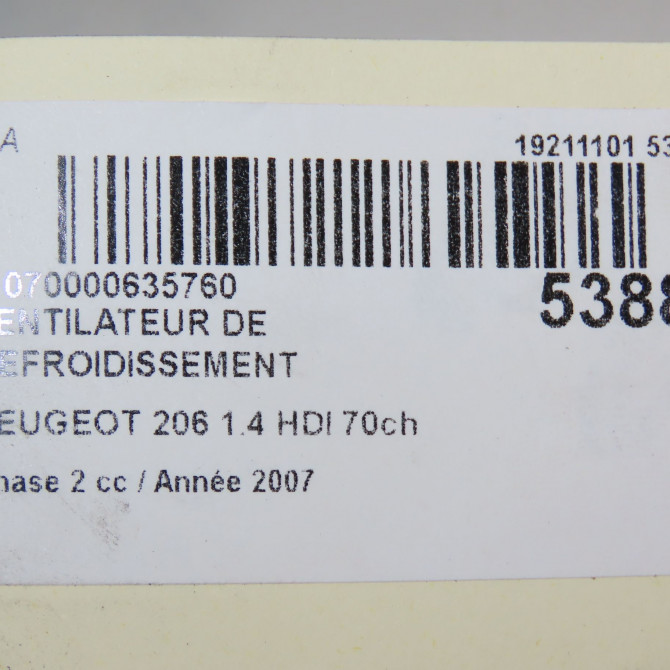 A
19211101 53
070000635760
5388
ENTILATEUR DE
EFROIDISSEMENT
EUGEOT 206 1.4 HDI 70ch
hase 2 cc / Année 2007